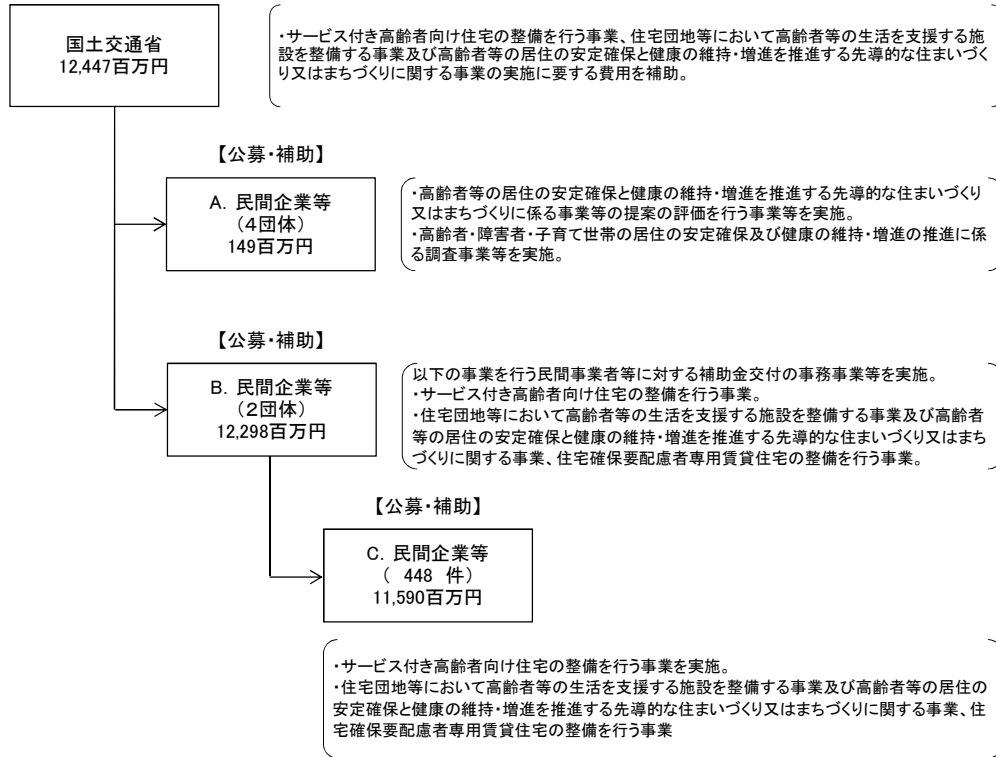 国土交通省
12,447百万円
・サービス付き高齢者向け住宅の整備を行う事業、住宅団地等において高齢者等の生活を支援する施
設を整備する事業及び高齢者等の居住の安定確保と健康の維持・増進を推進する先導的な住まいづく
り又はまちづくりに関する事業の実施に要する費用を補助。
【公募・補助】
A. 民間企業等
（4団体）
149百万円
・高齢者等の居住の安定確保と健康の維持・増進を推進する先導的な住まいづくり
又はまちづくりに係る事業等の提案の評価を行う事業等を実施。
・高齢者・障害者・子育て世帯の居住の安定確保及び健康の維持・増進の推進に係
る調査事業等を実施。
【公募・補助】
B. 民間企業等
（2団体）
12,298百万円
以下の事業を行う民間事業者等に対する補助金交付の事務事業等を実施。
・サービス付き高齢者向け住宅の整備を行う事業。
・住宅団地等において高齢者等の生活を支援する施設を整備する事業及び高齢者
等の居住の安定確保と健康の維持・増進を推進する先導的な住まいづくり又はまち
づくりに関する事業、住宅確保要配慮者専用賃貸住宅の整備を行う事業。
【公募・補助】
C. 民間企業等
（ 448 件）
11,590百万円
・サービス付き高齢者向け住宅の整備を行う事業を実施。
・住宅団地等において高齢者等の生活を支援する施設を整備する事業及び高齢者等の居住の
安定確保と健康の維持・増進を推進する先導的な住まいづくり又はまちづくりに関する事業、住
宅確保要配慮者専用賃貸住宅の整備を行う事業